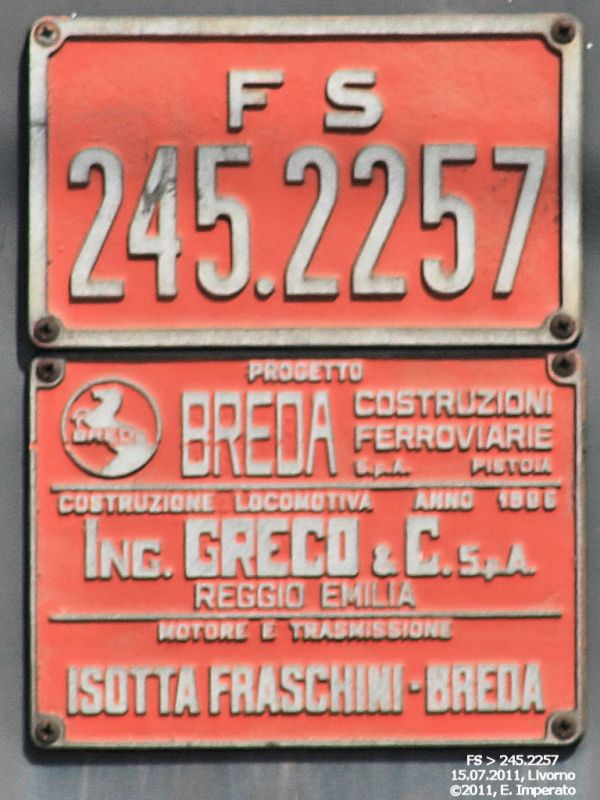 FS
245.2257
PROGETTO
BREDA
BREDA
COSTRUZIONI
FERROVIARIE
S.p.A. PISTOIA
COSTRUZIONE LOCOMOTIVA ANNO
ING. GRECO & C. S.p.A.
REGGIO EMILIA
MOTORE E TRASMISSIONE
ISOTTA FRASCHINI - BREDA
FS > 245.2257
15.07.2011, Livorno
©2011, E. Imperato